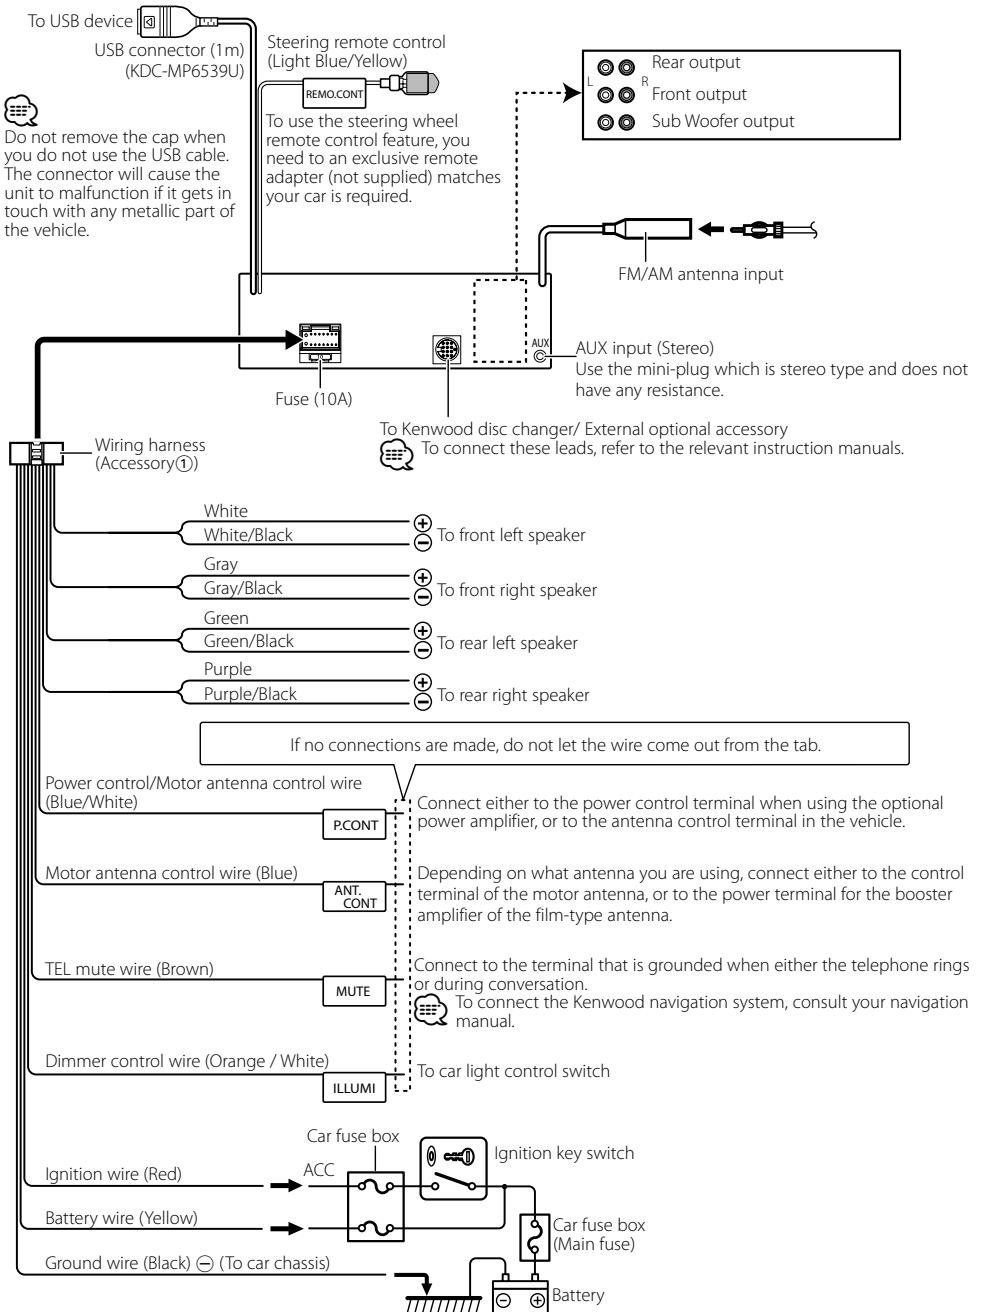 To USB device
USB connector (1m)
(KDC-MP6539U)
Do not remove the cap when
you do not use the USB cable.
The connector will cause the
unit to malfunction if it gets in
touch with any metallic part of
the vehicle.
Steering remote control
(Light Blue/Yellow)
REMO.CONT
To use the steering wheel
remote control feature, you
need to an exclusive remote
adapter (not supplied) matches
your car is required.
L
R
Rear output
Front output
Sub Woofer output
FM/AM antenna input
AUX
AUX input (Stereo)
Use the mini-plug which is stereo type and does not
have any resistance.
Fuse (10A)
To Kenwood disc changer/ External optional accessory
To connect these leads, refer to the relevant instruction manuals.
Wiring harness
(Accessory①)
White
White/Black
⊕
⊖
To front left speaker
Gray
Gray/Black
⊕
⊖
To front right speaker
Green
Green/Black
⊕
⊖
To rear left speaker
Purple
Purple/Black
⊕
⊖
To rear right speaker
If no connections are made, do not let the wire come out from the tab.
Power control/Motor antenna control wire
(Blue/White)
P.CONT
Connect either to the power control terminal when using the optional
power amplifier, or to the antenna control terminal in the vehicle.
Motor antenna control wire (Blue)
ANT.
CONT
Depending on what antenna you are using, connect either to the control
terminal of the motor antenna, or to the power terminal for the booster
amplifier of the film-type antenna.
TEL mute wire (Brown)
MUTE
Connect to the terminal that is grounded when either the telephone rings
or during conversation.
To connect the Kenwood navigation system, consult your navigation
manual.
Dimmer control wire (Orange / White)
ILLUMI
To car light control switch
Car fuse box
Ignition key switch
Ignition wire (Red)
ACC
Battery wire (Yellow)
Car fuse box
(Main fuse)
Ground wire (Black) ⊖ (To car chassis)
⊖
⊕
Battery